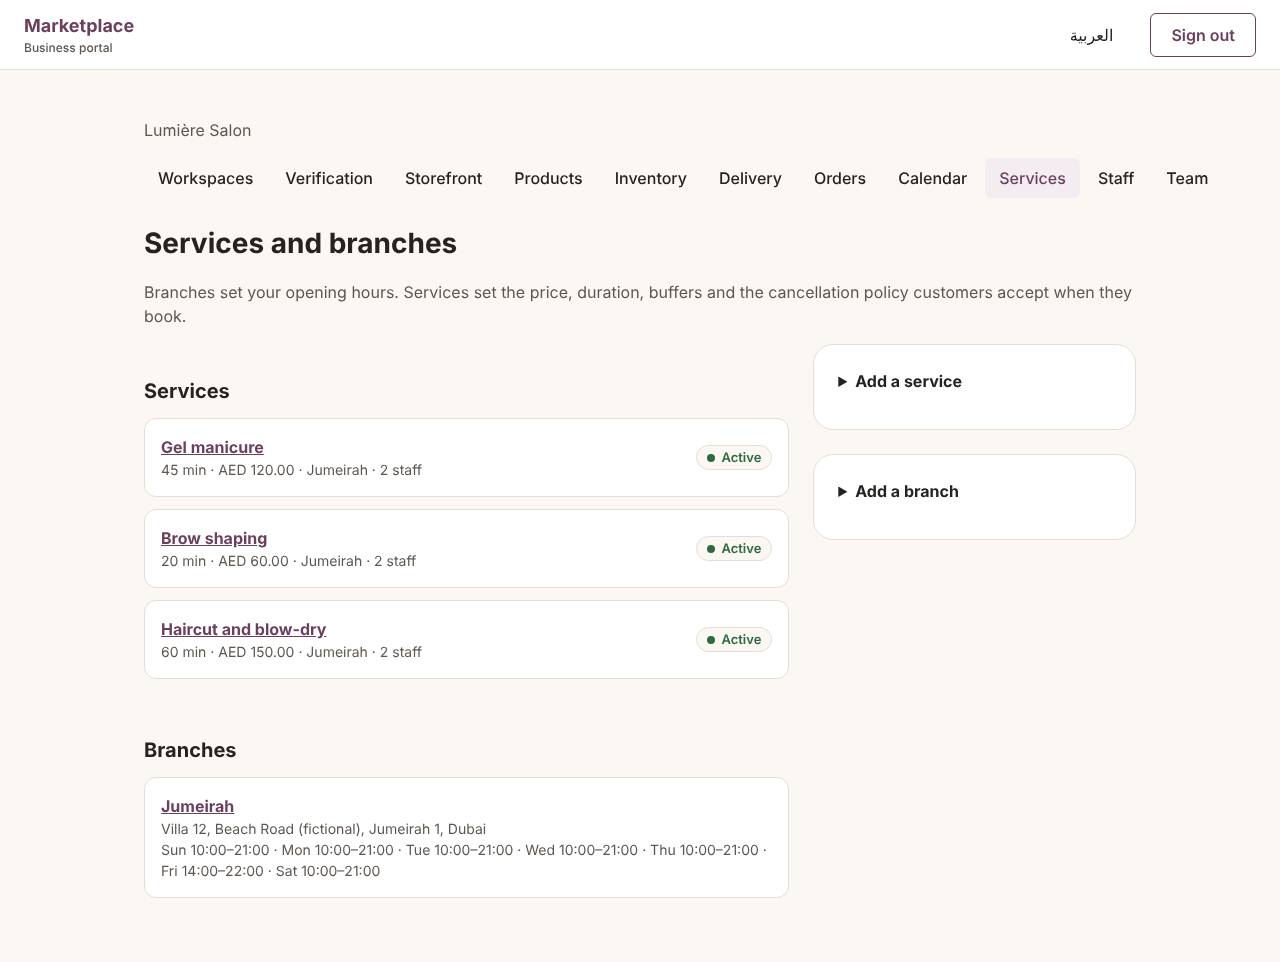 Marketplace
Business portal
العربية
Sign out
Lumière Salon
Workspaces Verification Storefront Products Inventory Delivery Orders Calendar Services Staff Team
Services and branches
Branches set your opening hours. Services set the price, duration, buffers and the cancellation policy customers accept when they
book.
Services
Gel manicure
45 min · AED 120.00 · Jumeirah · 2 staff
Active
Brow shaping
20 min · AED 60.00 · Jumeirah · 2 staff
Active
Haircut and blow-dry
60 min · AED 150.00 · Jumeirah · 2 staff
Active
Branches
Jumeirah
Villa 12, Beach Road (fictional), Jumeirah 1, Dubai
Sun 10:00–21:00 · Mon 10:00–21:00 · Tue 10:00–21:00 · Wed 10:00–21:00 · Thu 10:00–21:00 ·
Fri 14:00–22:00 · Sat 10:00–21:00
Add a service
Add a branch